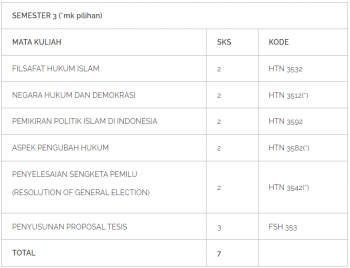 SEMESTER 3 (*mk pilihan)
MATA KULIAH SKS KODE
FILSAFAT HUKUM ISLAM 2 HTN 3532
NEGARA HUKUM DAN DEMOKRASI 2 HTN 3512(*)
PEMIKIRAN POLITIK ISLAM DI INDONESIA 2 HTN 3592
ASPEK PENGUBAH HUKUM 2 HTN 3582(*)
PENYELESAIAN SENGKETA PEMILU
(RESOLUTION OF GENERAL ELECTION) 2 HTN 3542(*)
PENYUSUNAN PROPOSAL TESIS 3 FSH 353
TOTAL 7